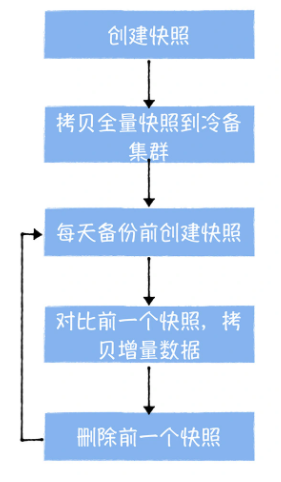 创建快照
拷贝全量快照到冷备
集群
每天备份前创建快照
对比前一个快照，拷
贝增量数据
删除前一个快照